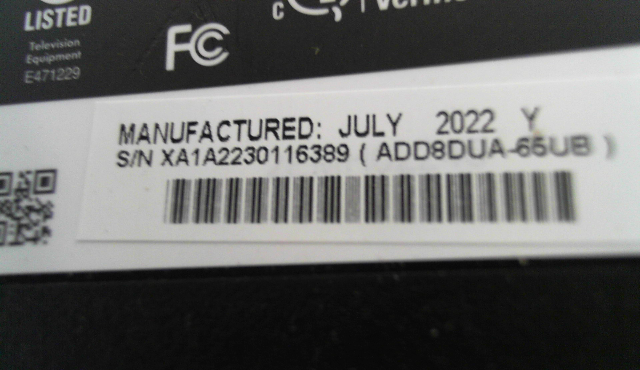 LISTED
Television
Equipment
E471229
FC
C
MANUFACTURED: JULY 2022 Y
S/N XA1A2230116389 ( ADD8DUA-65UB )